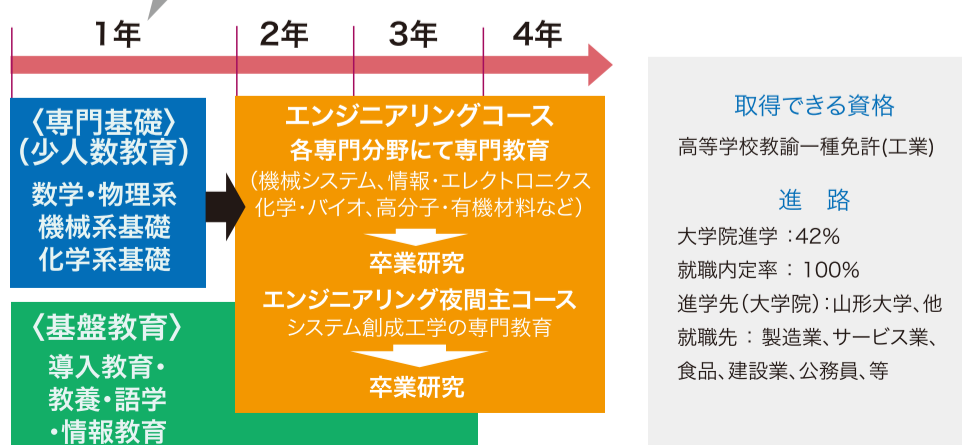 1年
2年
3年
4年
〈専門基礎〉
(少人数教育)
数学・物理系
機械系基礎
化学系基礎
〈基盤教育〉
導入教育・
教養・語学
・情報教育
エンジニアリングコース
各専門分野にて専門教育
(機械システム、情報・エレクトロニクス
化学・バイオ、高分子・有機材料など)
卒業研究
エンジニアリング夜間主コース
システム創成工学の専門教育
卒業研究
取得できる資格
高等学校教諭一種免許(工業)
進　路
大学院進学 :42%
就職内定率 : 100%
進学先(大学院):山形大学、他
就職先 : 製造業、サービス業、
食品、建設業、公務員、等